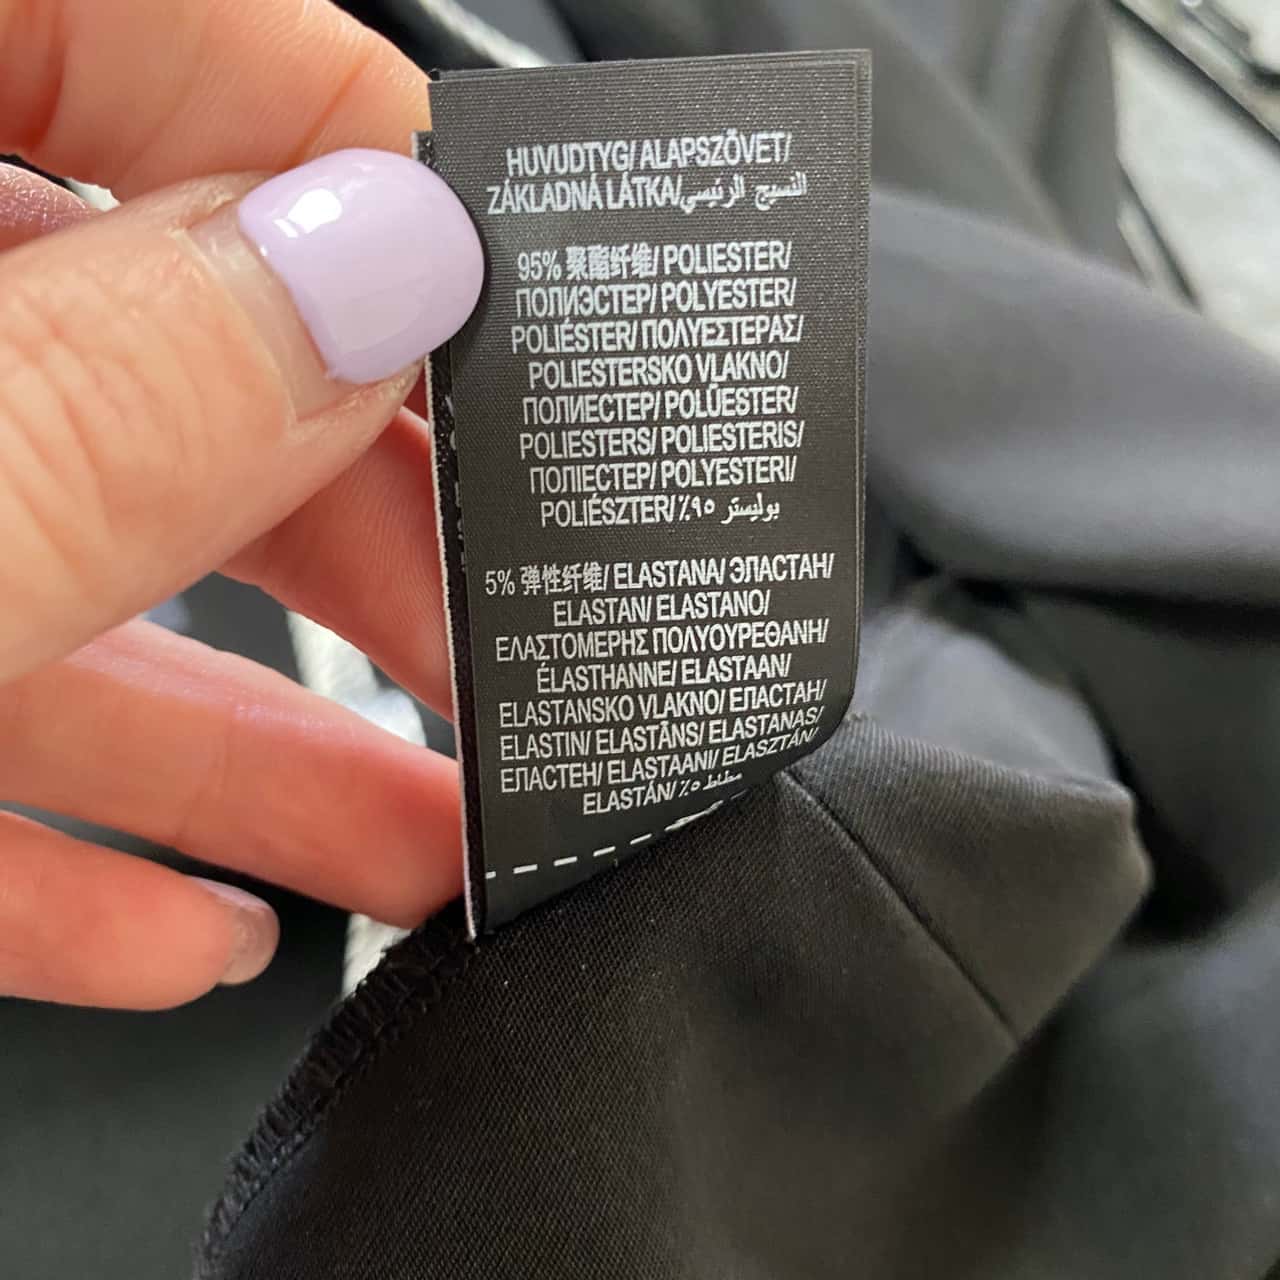 HUVUDTYG/ ALAPSZÖVET/
ZÁKLADNÁ LÁTKA/النسيج الرئيسي
95% 聚酯纤维/ POLIESTER/
ПОЛИЭСТЕР/ POLYESTER/
POLIÉSTER/ ΠΟΛΥΕΣΤΕΡΑΣ/
POLIESTERSKO VLAKNO/
ПОЛИЕСТЕР/ POLÜESTER/
POLIESTERS/ POLIESTERIS/
ПОЛІЕСТЕР/ POLYESTERI/
POLIÉSZTER/ بوليستر ٩٥٪
5% 弹性纤维/ ELASTANA/ ЭЛАСТАН/
ELASTAN/ ELASTANO/
ΕΛΑΣΤΟΜΕΡΗΣ ΠΟΛΥΟΥΡΕΘΑΝΗ/
ÉLASTHANNE/ ELASTAAN/
ELASTANSKO VLAKNO/ ЕЛАСТАН/
ELASTIN/ ELASTĀNS/ ELASTANAS/
ЕЛАСТЕН/ ELASTAANI/ ELASZTÁN/
ELASTÁN/ مطاط ٥٪